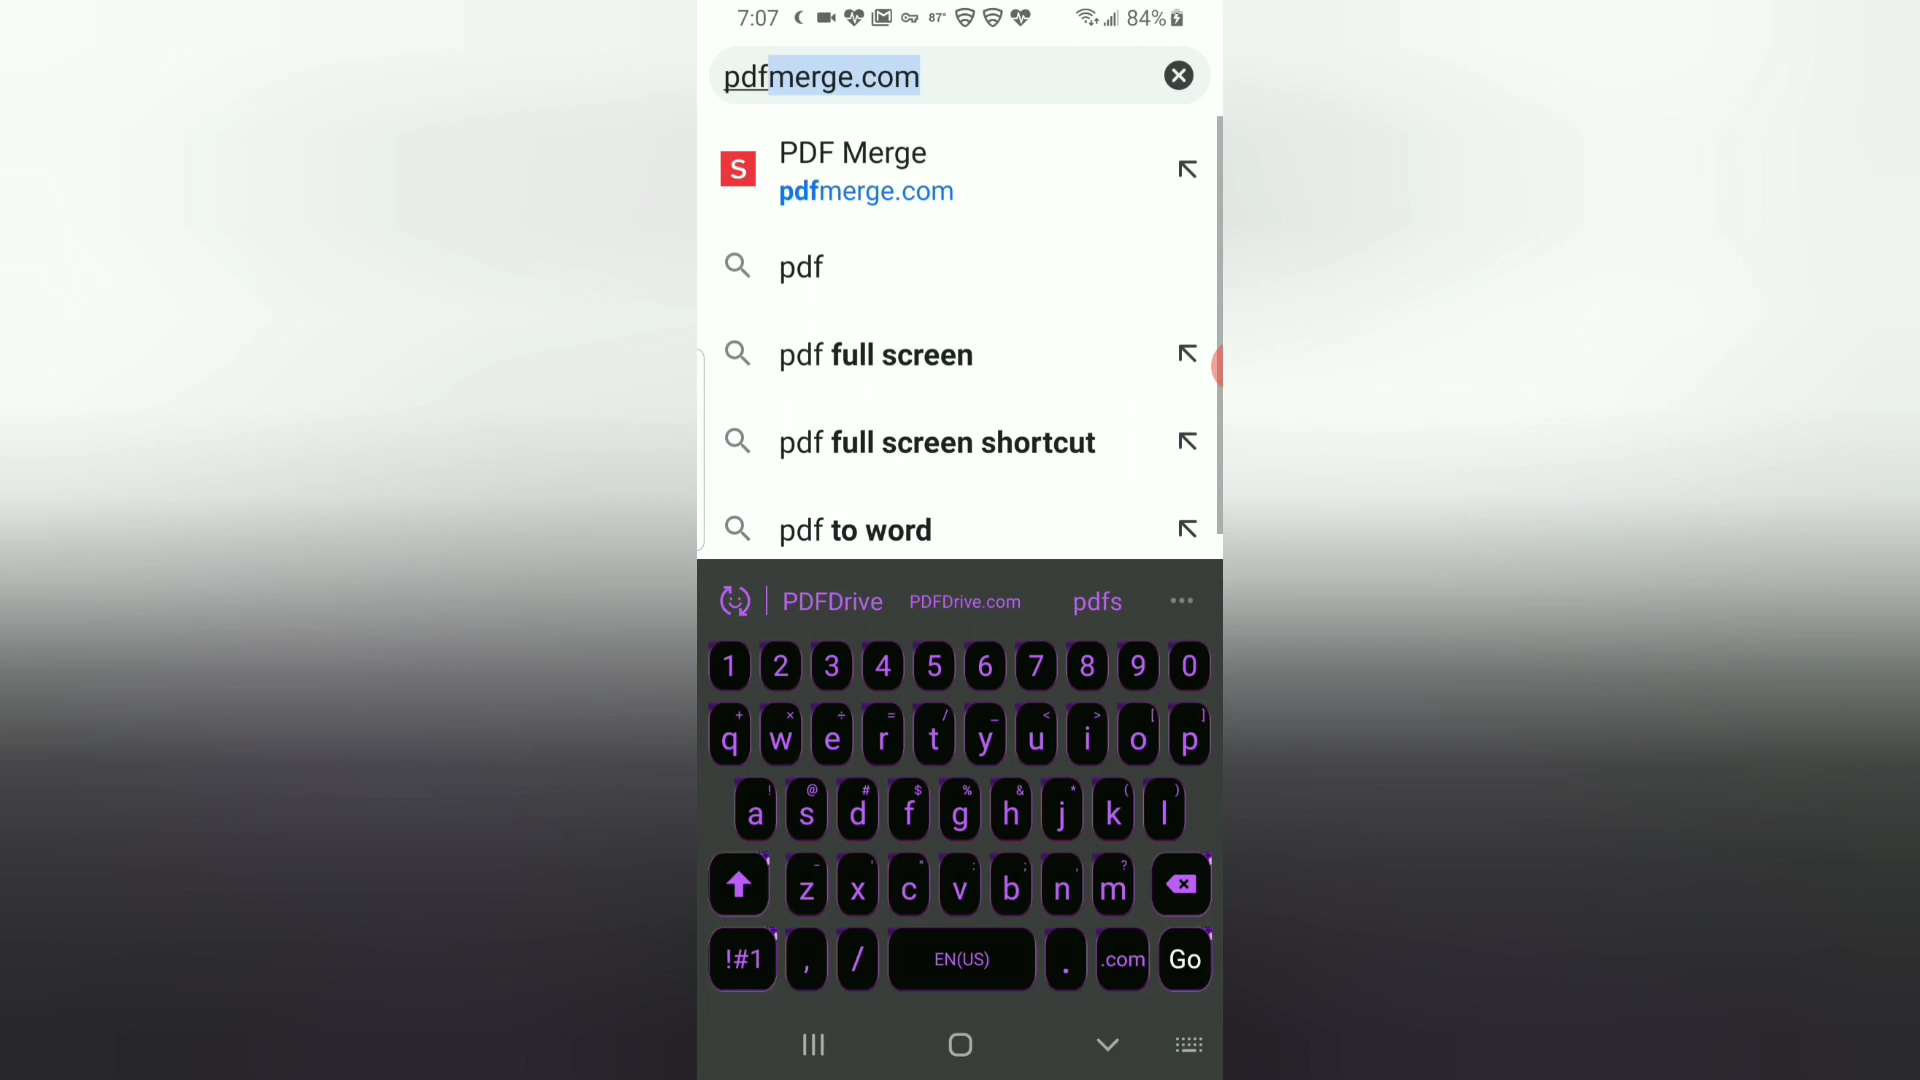 7:07 87° 84%
pdfmerge.com
S
PDF Merge
pdfmerge.com
pdf
pdf full screen
pdf full screen shortcut
pdf to word
PDFDrive PDFDrive.com pdfs
1 2 3 4 5 6 7 8 9 0
+ × ÷ = / _ < > [ ]
q w e r t y u i o p
! @ # $ % & * ( )
a s d f g h j k l
- ' " : ; , ?
z x c v b n m
!#1 , / EN(US) . .com Go